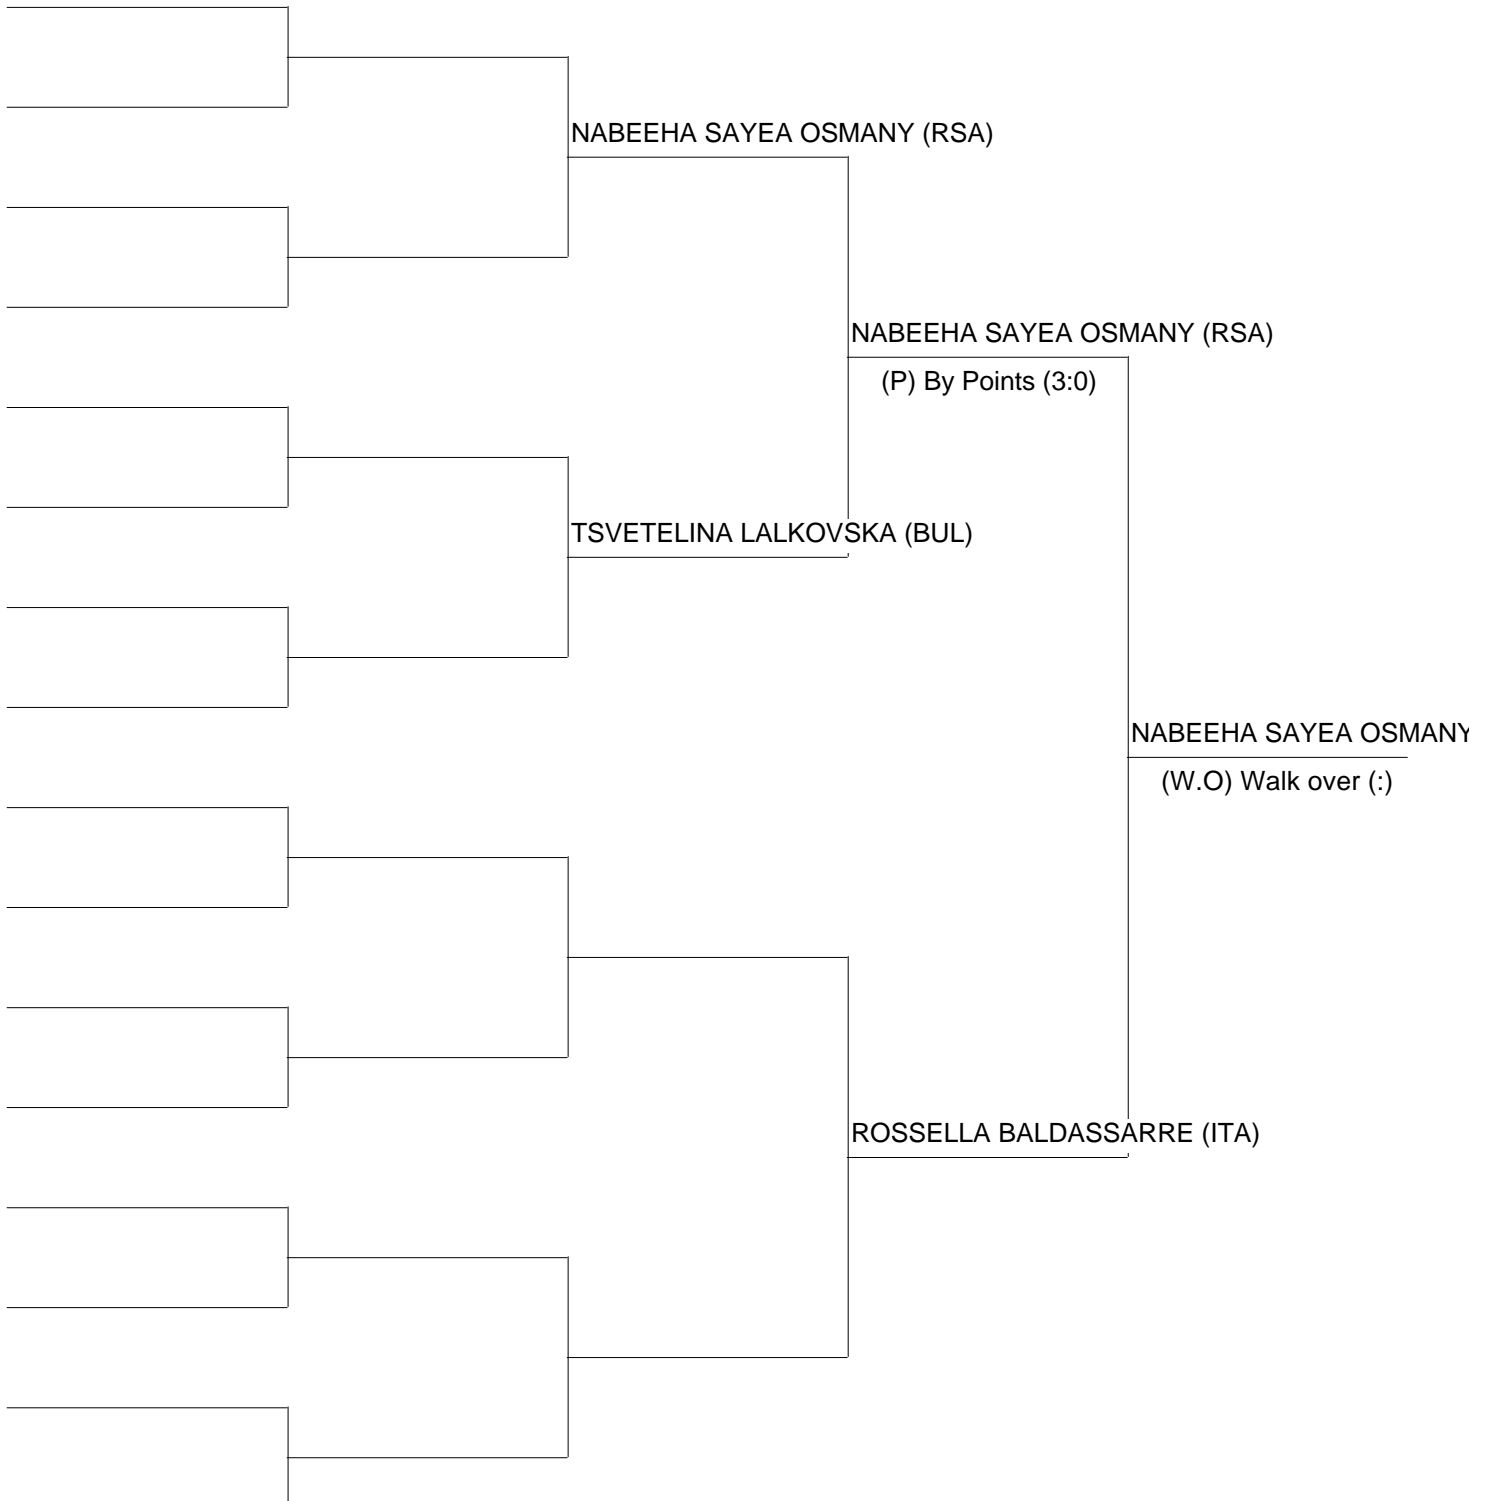 NABEEHA SAYEA OSMANY (RSA)
NABEEHA SAYEA OSMANY (RSA)
(P) By Points (3:0)
TSVETELINA LALKOVSKA (BUL)
NABEEHA SAYEA OSMANY
(W.O) Walk over (:)
ROSSELLA BALDASSARRE (ITA)